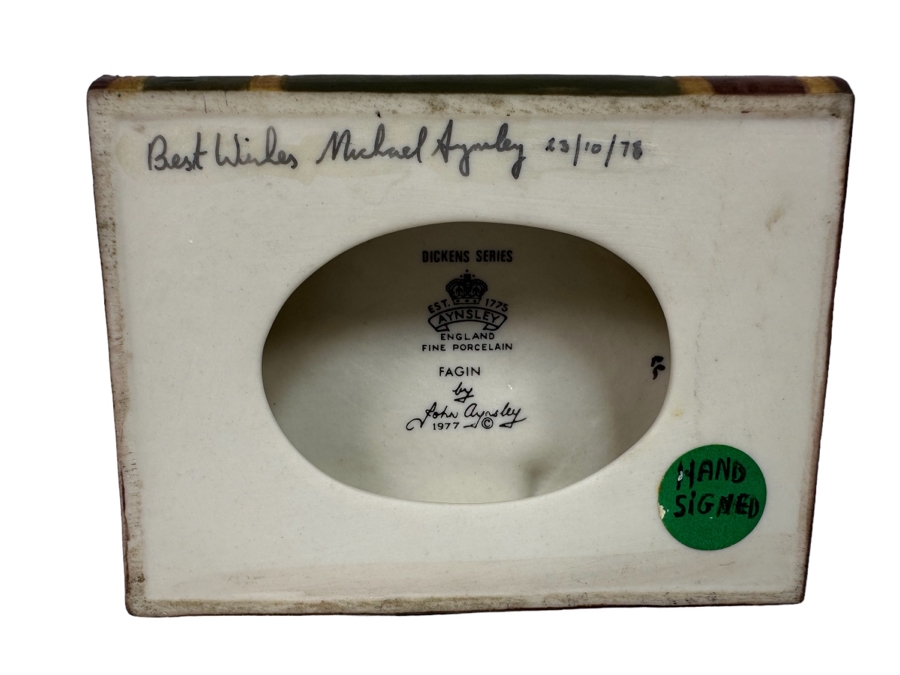 Best Wishes Michael Aynsley 23/10/78
DICKENS SERIES
EST. 1775
AYNSLEY
ENGLAND
FINE PORCELAIN
FAGIN
by
John Aynsley
1977 ©
HAND
SIGNED